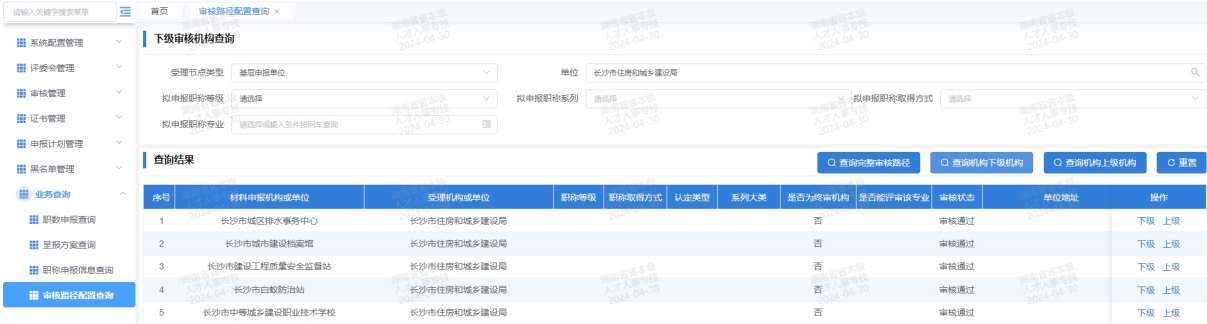 请输入关键字搜索菜单
首页 审核路径配置查询 ×
系统配置管理
评委会管理
审核管理
证书管理
申报计划管理
黑名单管理
业务查询
职数申报查询
呈报方案查询
职称申报信息查询
审核路径配置查询
下级审核机构查询
受理节点类型 基层申报单位 单位 长沙市住房和城乡建设局
拟申报职称等级 请选择 拟申报职称系列 请选择 拟申报职称取得方式 请选择
拟申报职称专业 请选择或输入条件按回车查询
查询结果 查询完整审核路径 查询机构下级机构 查询机构上级机构 重置
序号 材料申报机构或单位 受理机构或单位 职称等级 职称取得方式 认定类型 系列大类 是否为终审机构 是否能评审该专业 审核状态 单位地址 操作
1 长沙市城区排水事务中心 长沙市住房和城乡建设局 否 审核通过 下级 上级
2 长沙市城市建设档案馆 长沙市住房和城乡建设局 否 审核通过 下级 上级
3 长沙市建设工程质量安全监督站 长沙市住房和城乡建设局 否 审核通过 下级 上级
4 长沙市白蚁防治站 长沙市住房和城乡建设局 否 审核通过 下级 上级
5 长沙市中等城乡建设职业技术学校 长沙市住房和城乡建设局 否 审核通过 下级 上级
湖南省省本级
人才人事专技
2024-04-30